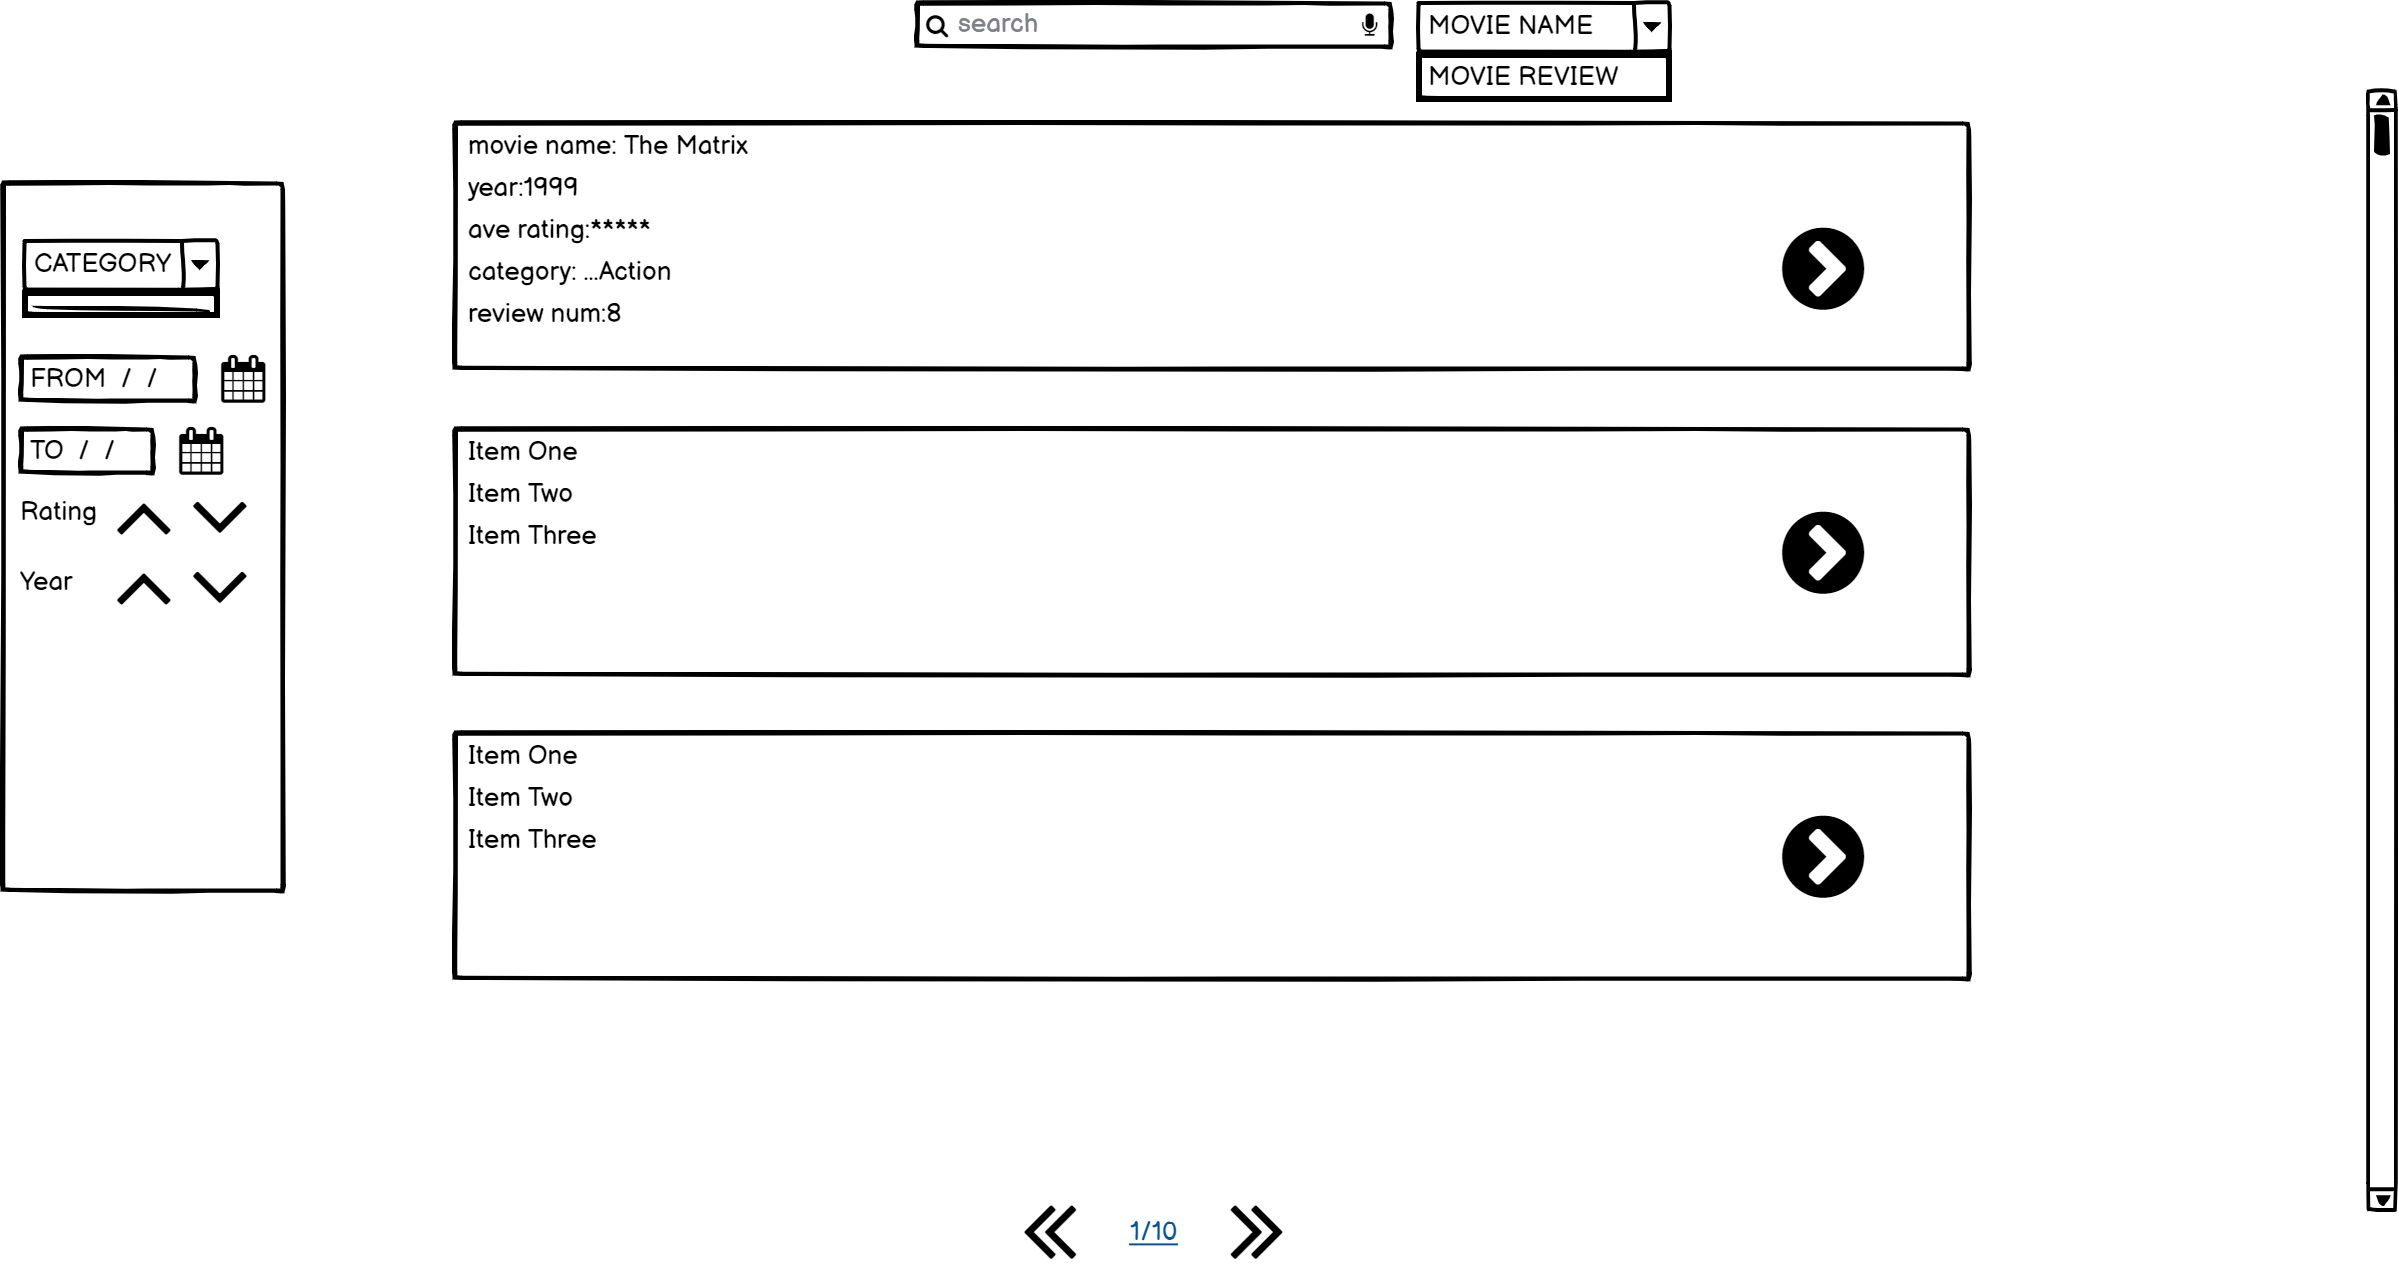 search
MOVIE NAME
MOVIE REVIEW
movie name: The Matrix
year:1999
ave rating:*****
category: ...Action
review num:8
CATEGORY
FROM / /
TO / /
Rating
Year
Item One
Item Two
Item Three
Item One
Item Two
Item Three
1/10